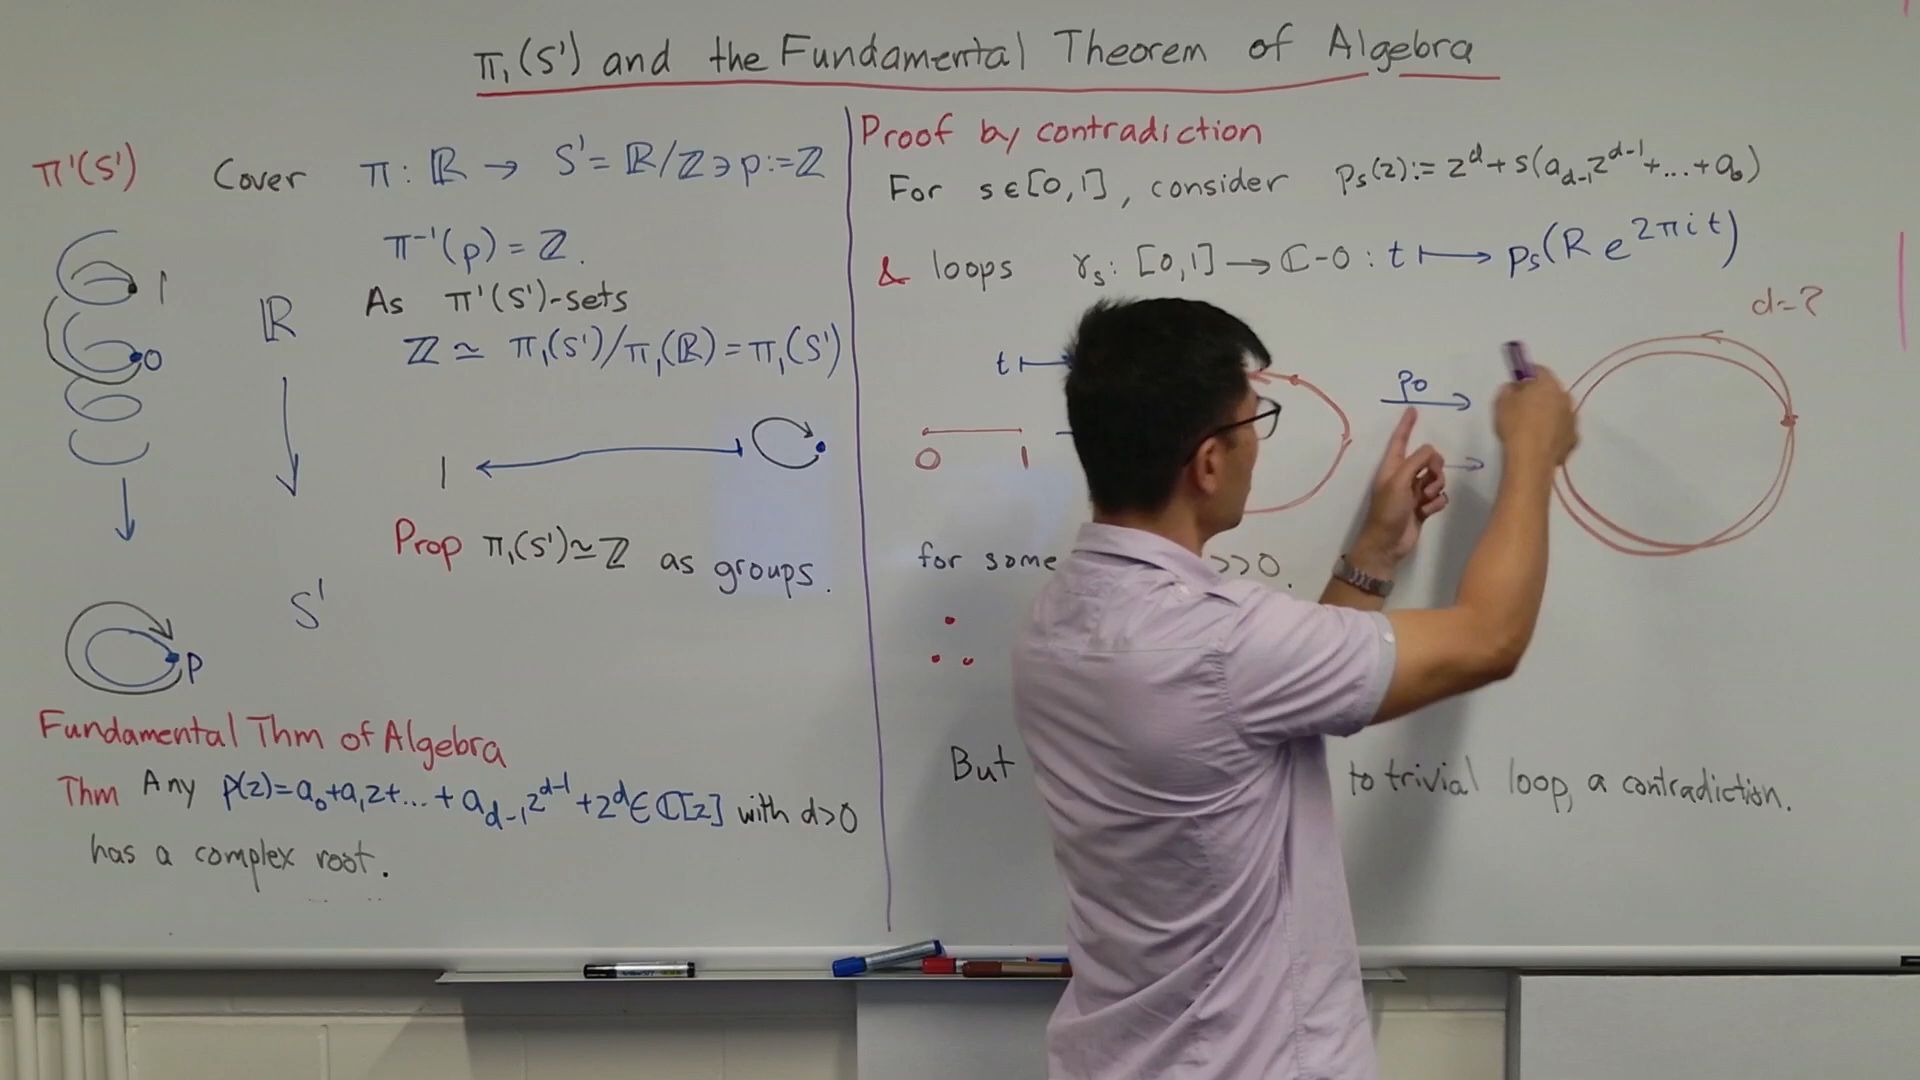 π₁(S¹) and the Fundamental Theorem of Algebra
π¹(S¹) Cover π: ℝ → S¹ = ℝ/ℤ ∋ p := ℤ
π⁻¹(p) = ℤ.
As π¹(S¹)-sets
ℤ ≃ π₁(S¹)/π₁(ℝ) = π₁(S¹)
1
0
ℝ
1
Prop π₁(S¹) ≃ ℤ as groups.
S¹
p
Fundamental Thm of Algebra
Thm Any p(z) = a₀ + a₁z + ... + a_{d-1}z^{d-1} + z^d ∈ ℂ[z] with d>0
has a complex root.
Proof by contradiction
For s ∈ [0,1], consider p_s(z) := z^d + s(a_{d-1}z^{d-1} + ... + a₀)
& loops γ_s : [0,1] → ℂ-0 : t ↦ p_s(R e^{2πit})
d=2
t ↦
p₀
0 1
for some >>0.
∴
But to trivial loop, a contradiction.